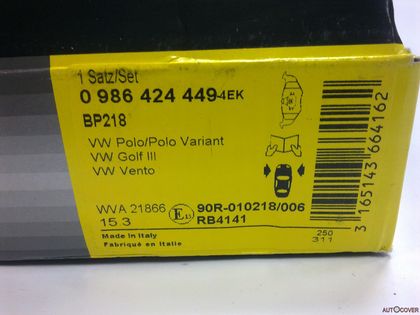 1 Satz/Set
0 986 424 449-4EK
BP218
VW Polo/Polo Variant
VW Golf III
VW Vento
WVA 21866
15.3
E13
90R-010218/006
RB4141
Made in Italy
Fabriqué en Italie
250
311
3 165143 664162
AUTOCOVER